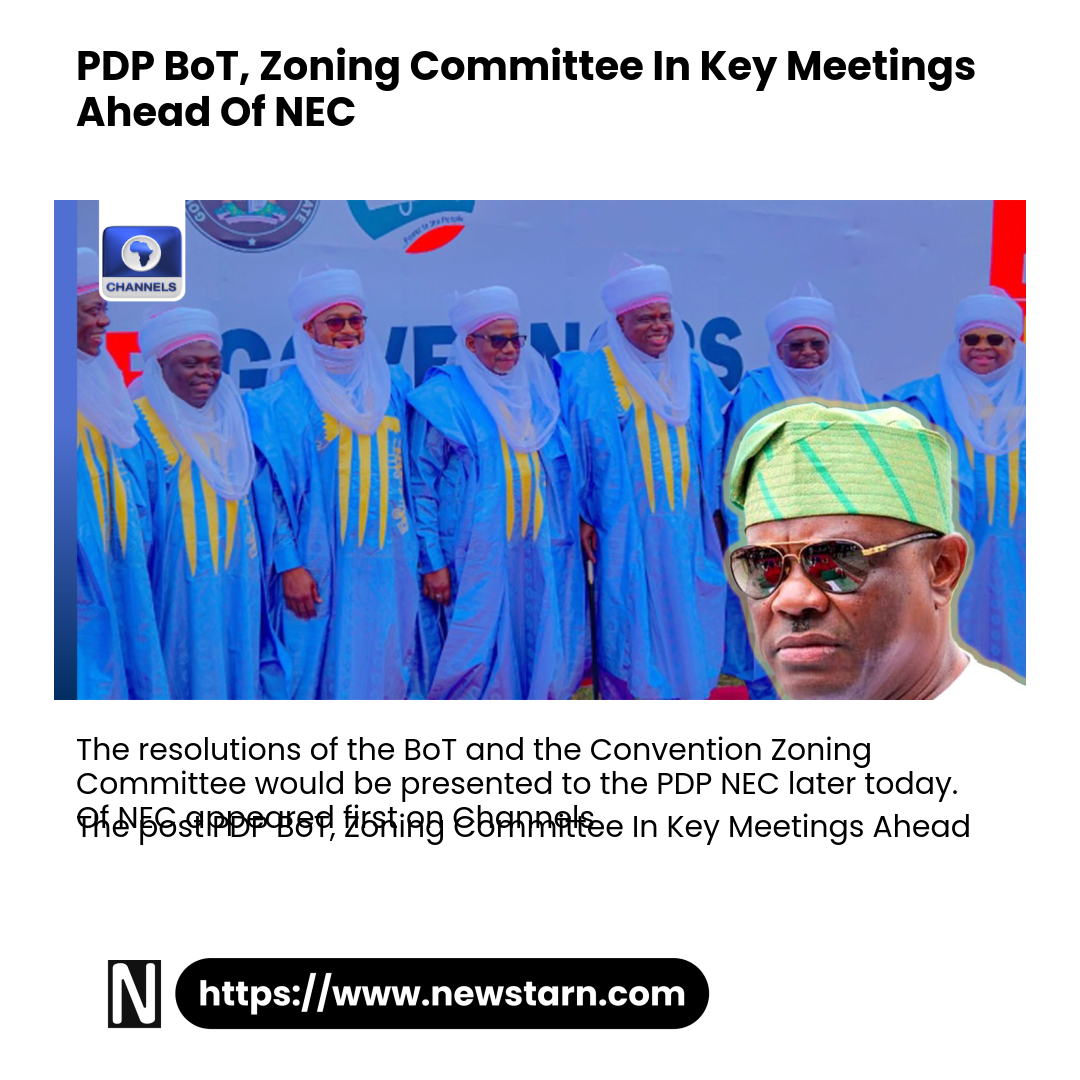 PDP BoT, Zoning Committee In Key Meetings
Ahead Of NEC
CHANNELS
GOVERNORS
The resolutions of the BoT and the Convention Zoning
Committee would be presented to the PDP NEC later today.
Of NEC appeared first on Channels
The post PDP BoT, Zoning Committee In Key Meetings Ahead
N
https://www.newstarn.com